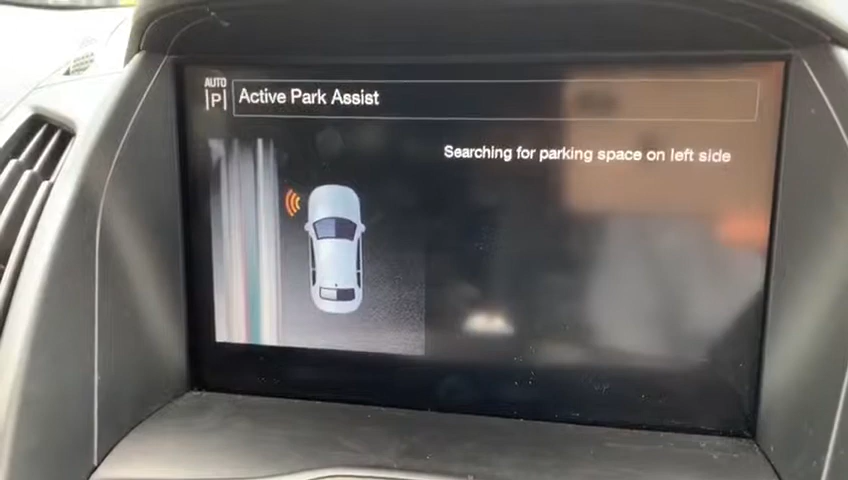 AUTO
P
Active Park Assist
Searching for parking space on left side